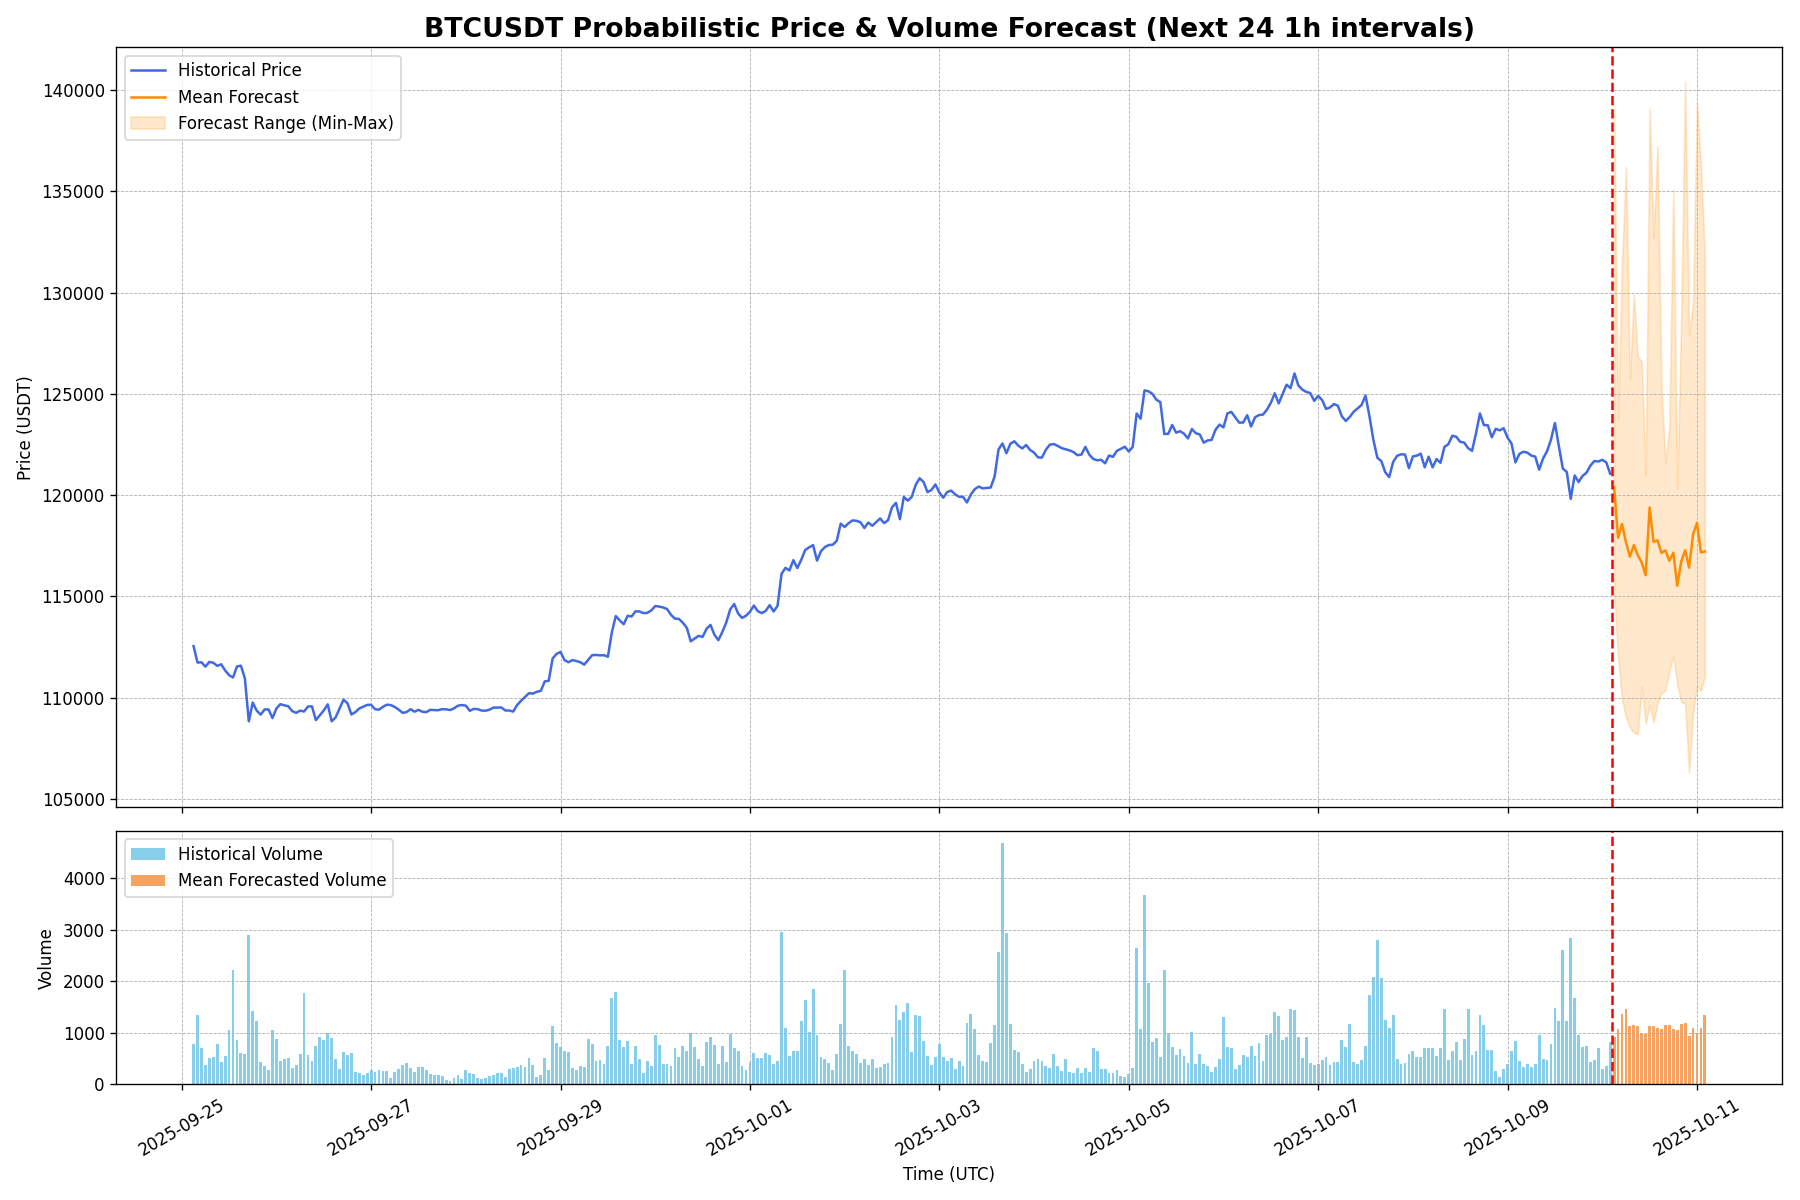 BTCUSDT Probabilistic Price & Volume Forecast (Next 24 1h intervals)
Historical Price
Mean Forecast
Forecast Range (Min-Max)
Price (USDT)
140000
135000
130000
125000
120000
115000
110000
105000
Historical Volume
Mean Forecasted Volume
Volume
4000
3000
2000
1000
0
2025-09-25
2025-09-27
2025-09-29
2025-10-01
2025-10-03
2025-10-05
2025-10-07
2025-10-09
2025-10-11
Time (UTC)